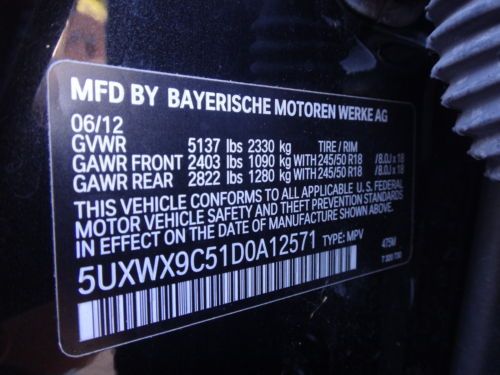 MFD BY BAYERISCHE MOTOREN WERKE AG
06/12
GVWR 5137 lbs 2330 kg TIRE / RIM
GAWR FRONT 2403 lbs 1090 kg WITH 245/50 R18 /8.0J x 18
GAWR REAR 2822 lbs 1280 kg WITH 245/50 R18 /8.0J x 18
THIS VEHICLE CONFORMS TO ALL APPLICABLE U.S. FEDERAL
MOTOR VEHICLE SAFETY STANDARDS
IN EFFECT ON THE DATE OF MANUFACTURE SHOWN ABOVE
5UXWX9C51D0A12571 TYPE: MPV
475M